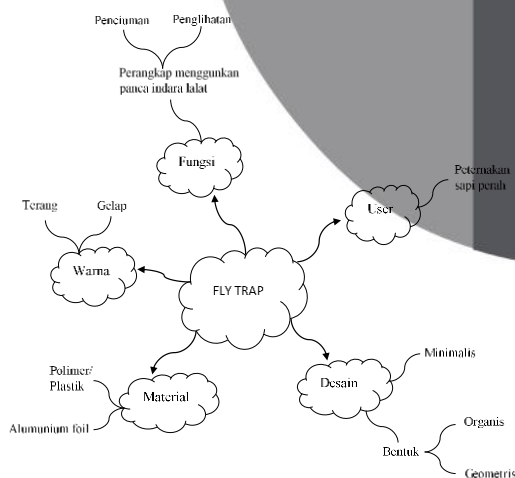 Penciuman
Penglihatan
Perangkap menggunkan
panca indara lalat
Fungsi
Peternakan
sapi perah
User
Terang
Gelap
Warna
FLY TRAP
Polimer/
Plastik
Alumunium foil
Material
Desain
Minimalis
Bentuk
Organis
Geometris